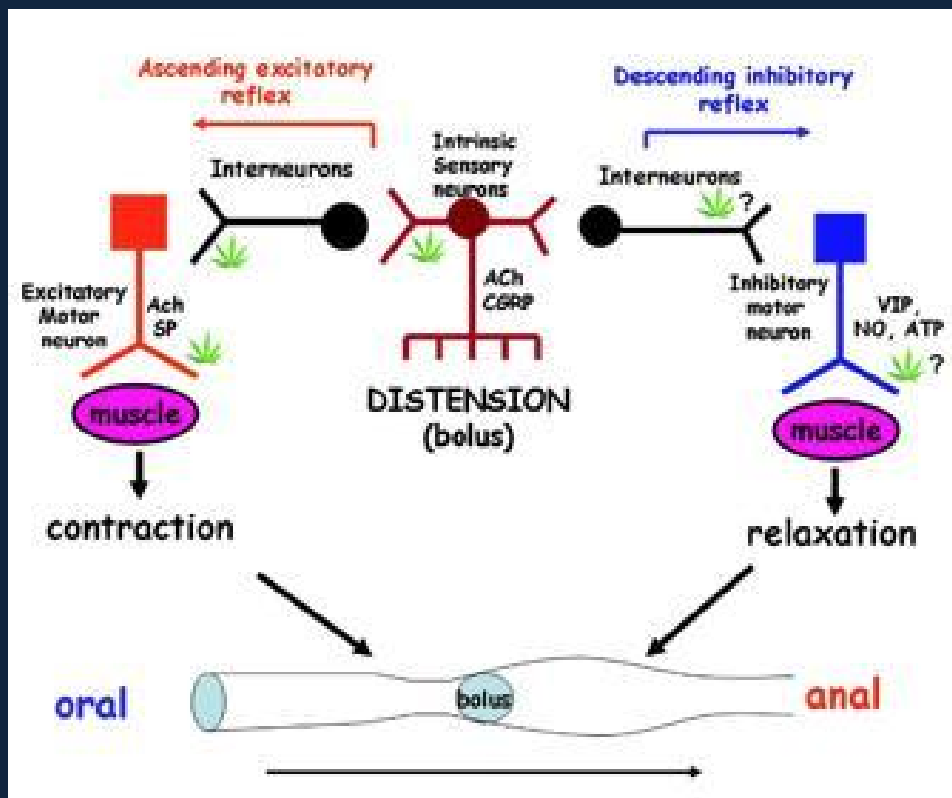 Ascending excitatory
reflex
Descending inhibitory
reflex
Intrinsic
Sensory
neurons
Interneurons
Interneurons
?
Excitatory
Motor
neuron
Ach
SP
ACh
CGRP
Inhibitory
motor
neuron
VIP,
NO, ATP
?
DISTENSION
(bolus)
muscle
muscle
contraction
relaxation
oral
bolus
anal